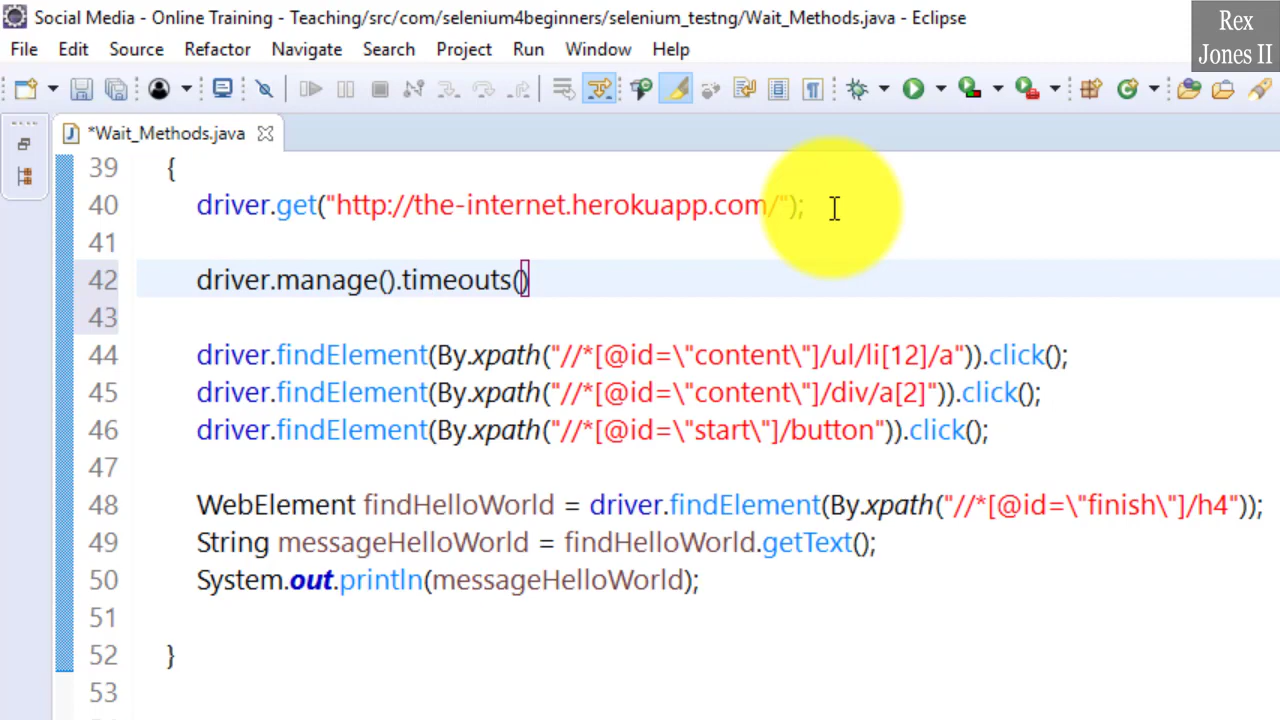 Social Media - Online Training - Teaching/src/com/selenium4beginners/selenium_testng/Wait_Methods.java - Eclipse
Rex
Jones II
File Edit Source Refactor Navigate Search Project Run Window Help
*Wait_Methods.java
39 {
40 driver.get("http://the-internet.herokuapp.com/");
41
42 driver.manage().timeouts()
43
44 driver.findElement(By.xpath("//*[@id=\"content\"]/ul/li[12]/a")).click();
45 driver.findElement(By.xpath("//*[@id=\"content\"]/div/a[2]")).click();
46 driver.findElement(By.xpath("//*[@id=\"start\"]/button")).click();
47
48 WebElement findHelloWorld = driver.findElement(By.xpath("//*[@id=\"finish\"]/h4"));
49 String messageHelloWorld = findHelloWorld.getText();
50 System.out.println(messageHelloWorld);
51
52 }
53